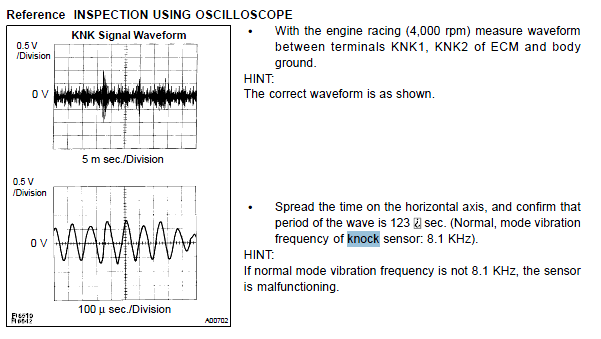 Reference INSPECTION USING OSCILLOSCOPE
KNK Signal Waveform
0.5 V
/Division
0 V
5 m sec./Division
0.5 V
/Division
0 V
100 µ sec./Division
FI6510
FI6512
A00702
• With the engine racing (4,000 rpm) measure waveform
between terminals KNK1, KNK2 of ECM and body
ground.
HINT:
The correct waveform is as shown.
• Spread the time on the horizontal axis, and confirm that
period of the wave is 123 sec. (Normal, mode vibration
frequency of knock sensor: 8.1 KHz).
HINT:
If normal mode vibration frequency is not 8.1 KHz, the sensor
is malfunctioning.